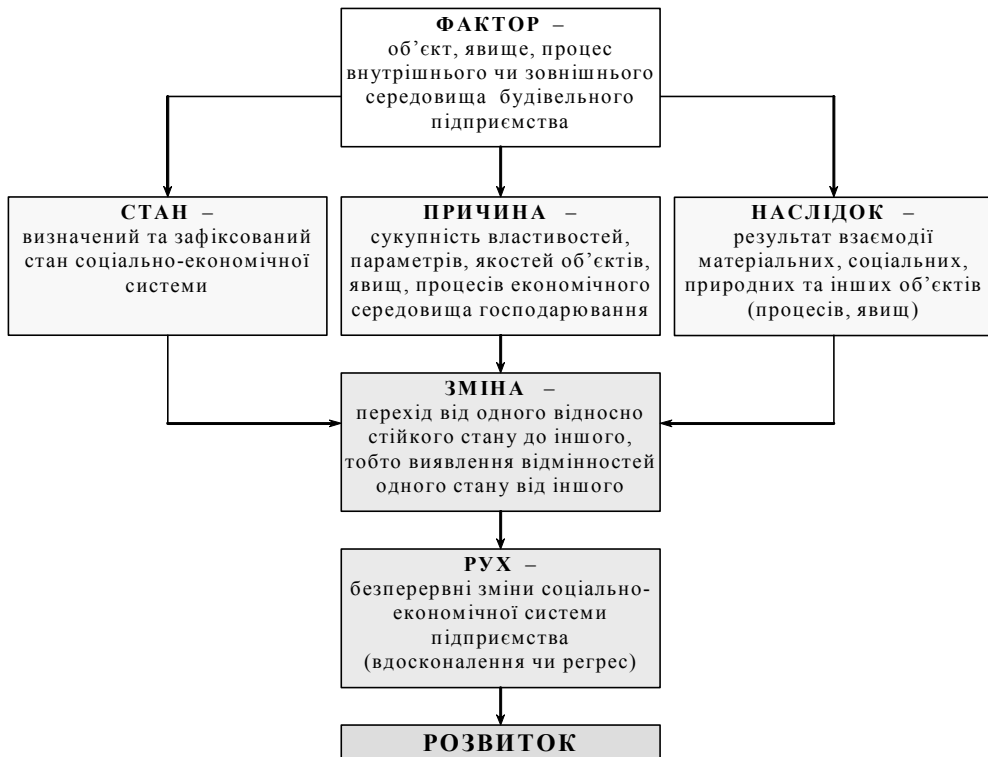 ФАКТОР –
об’єкт, явище, процес
внутрішнього чи зовнішнього
середовища будівельного
підприємства
СТАН –
визначений та зафіксований
стан соціально-економічної
системи
ПРИЧИНА –
сукупність властивостей,
параметрів, якостей об’єктів,
явищ, процесів економічного
середовища господарювання
НАСЛІДОК –
результат взаємодії
матеріальних, соціальних,
природних та інших об’єктів
(процесів, явищ)
ЗМІНА –
перехід від одного відносно
стійкого стану до іншого,
тобто виявлення відмінностей
одного стану від іншого
РУХ –
безперервні зміни соціально-
економічної системи
підприємства
(вдосконалення чи регрес)
РОЗВИТОК